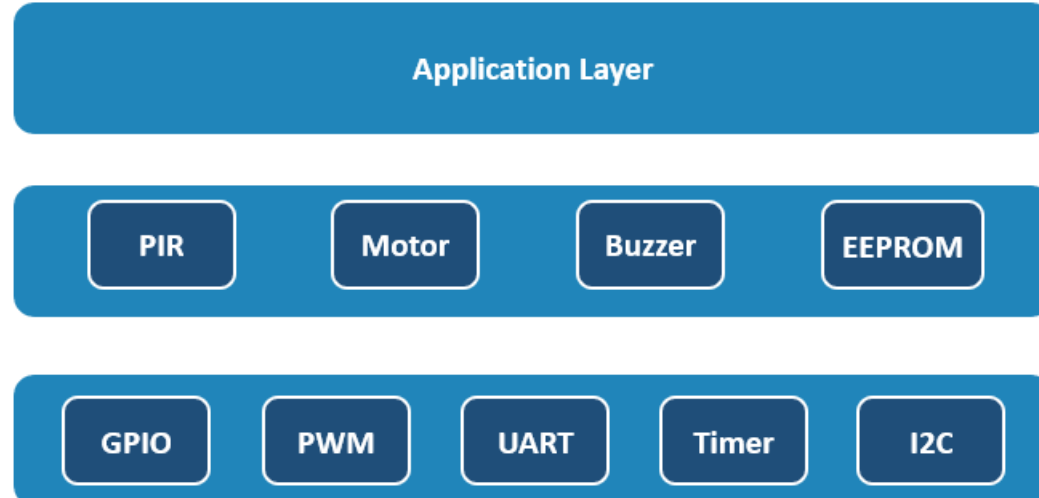 Application Layer
PIR Motor Buzzer EEPROM
GPIO PWM UART Timer I2C